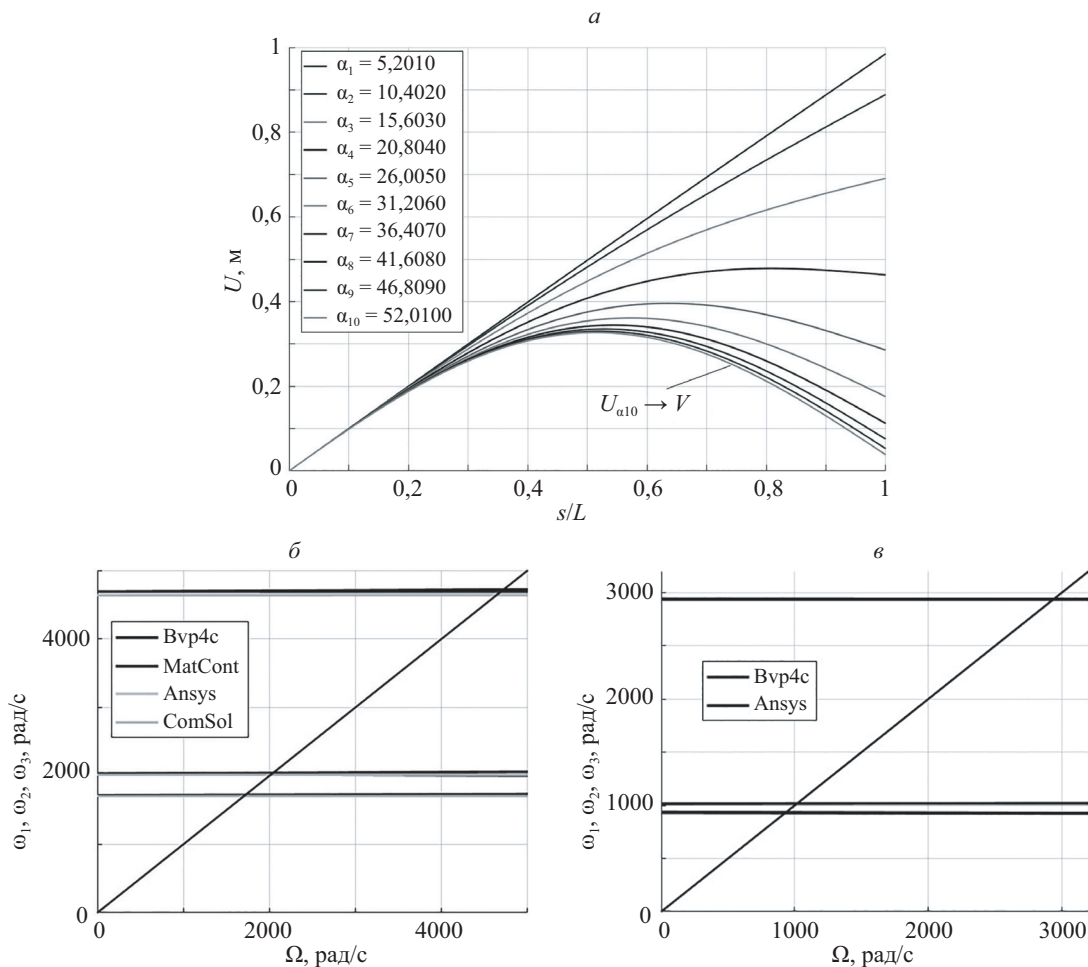 а
1
0,8
0,6
0,4
0,2
0
U, м
α1 = 5,2010
α2 = 10,4020
α3 = 15,6030
α4 = 20,8040
α5 = 26,0050
α6 = 31,2060
α7 = 36,4070
α8 = 41,6080
α9 = 46,8090
α10 = 52,0100
Uα10 → V
0 0,2 0,4 0,6 0,8 1
s/L
б
4000
2000
0
ω1, ω2, ω3, рад/с
Bvp4c
MatCont
Ansys
ComSol
0 2000 4000
Ω, рад/с
в
3000
2000
1000
0
ω1, ω2, ω3, рад/с
Bvp4c
Ansys
0 1000 2000 3000
Ω, рад/с